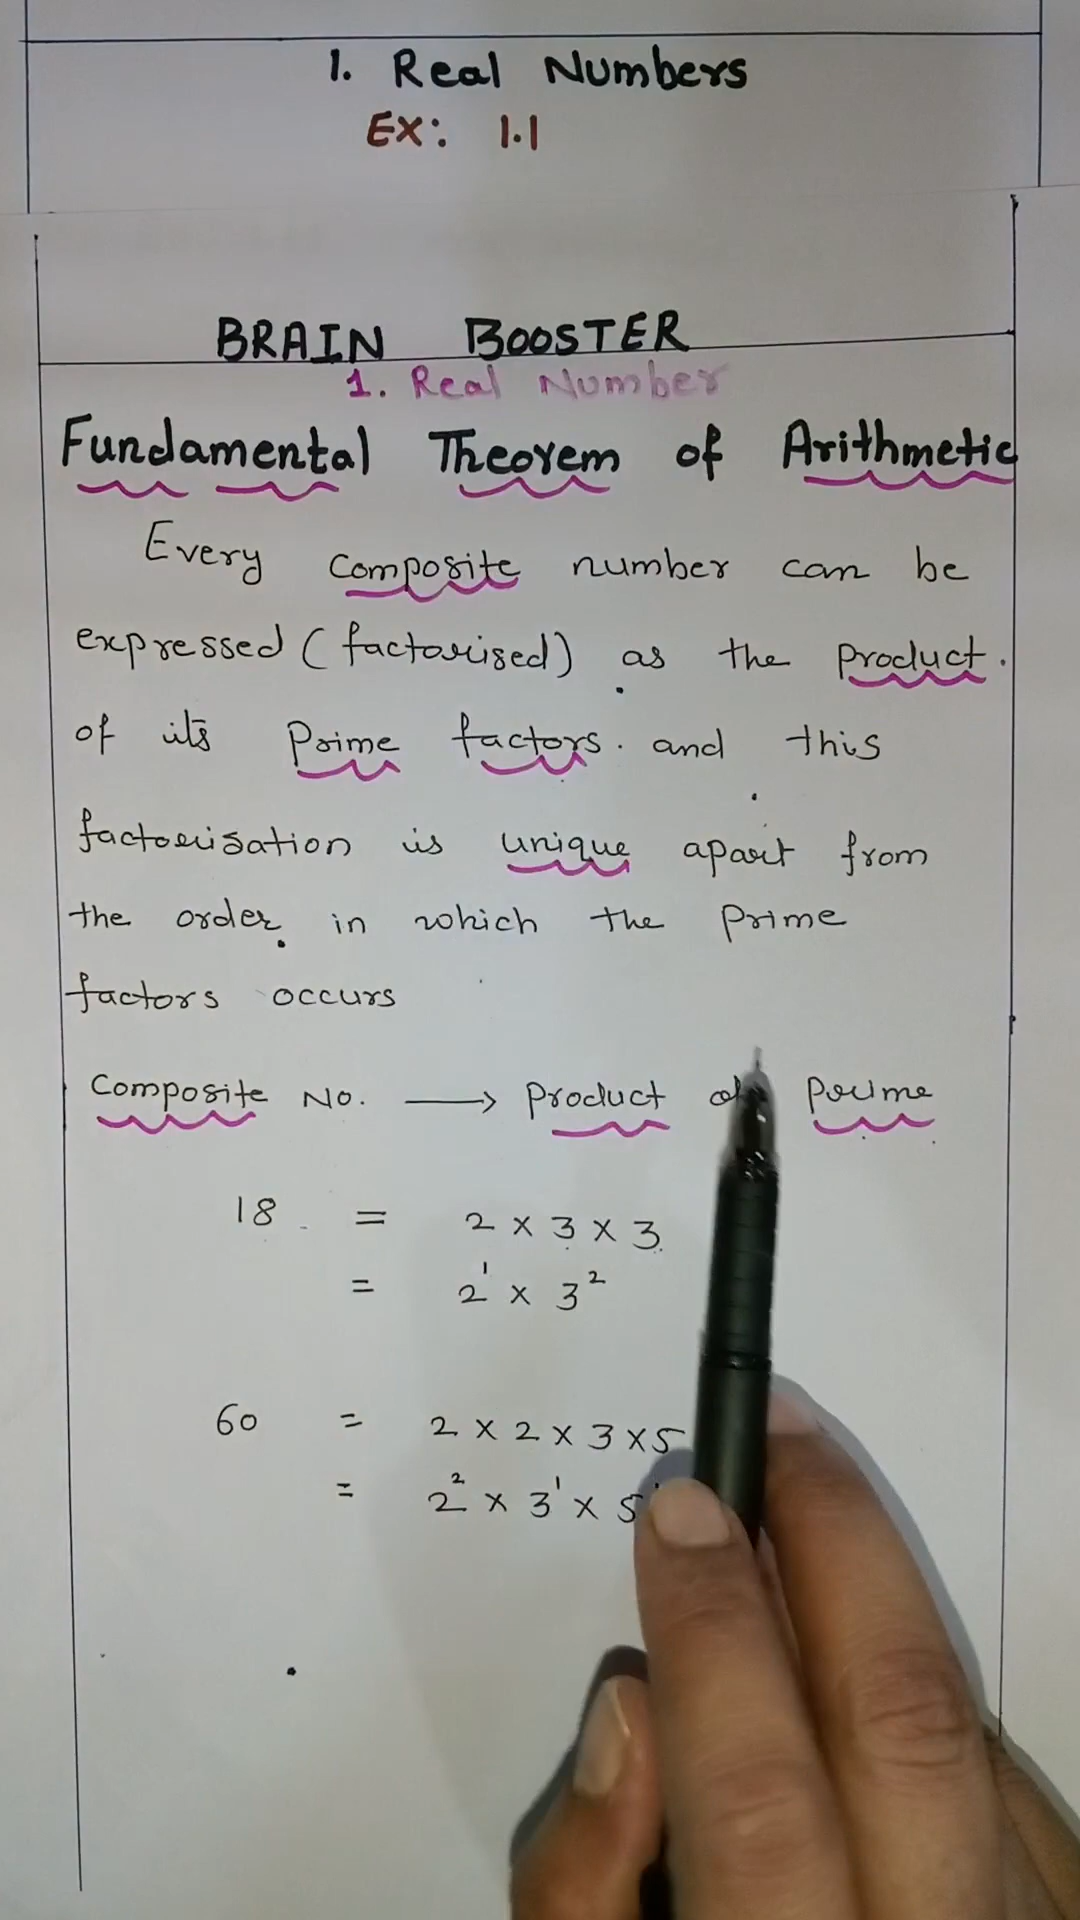 1. Real Numbers
EX: 1.1
BRAIN BOOSTER
1. Real Number
Fundamental Theorem of Arithmetic
Every composite number can be
expressed (factorised) as the product.
of its Prime factors. and this
factorisation is unique apart from
the order in which the prime
factors occurs
Composite No. → Product of Prime
18 = 2 × 3 × 3
= 2¹ × 3²
60 = 2 × 2 × 3 × 5
= 2² × 3¹ × 5